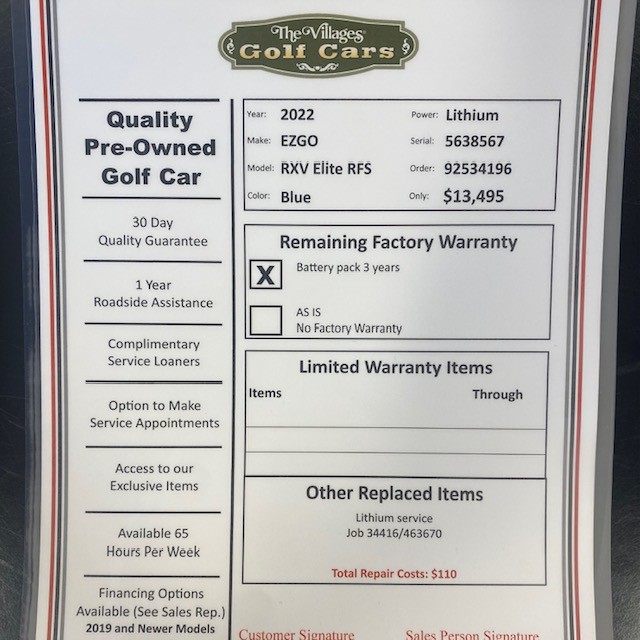 The Villages
Golf Cars
Quality
Pre-Owned
Golf Car
30 Day
Quality Guarantee
1 Year
Roadside Assistance
Complimentary
Service Loaners
Option to Make
Service Appointments
Access to our
Exclusive Items
Available 65
Hours Per Week
Financing Options
Available (See Sales Rep.)
2019 and Newer Models
Year: 2022 Power: Lithium
Make: EZGO Serial: 5638567
Model: RXV Elite RFS Order: 92534196
Color: Blue Only: $13,495
Remaining Factory Warranty
X Battery pack 3 years
AS IS
No Factory Warranty
Limited Warranty Items
Items Through
Other Replaced Items
Lithium service
Job 34416/463670
Total Repair Costs: $110
Customer Signature Sales Person Signature